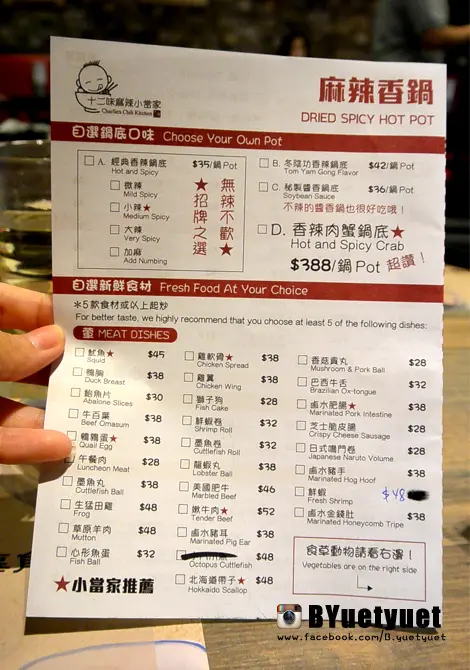 十二味麻辣小當家
Charlies Club Kitchen
麻辣香鍋
DRIED SPICY HOT POT
自選鍋底口味 Choose Your Own Pot
A. 經典香辣鍋底 $35/鍋 Pot
Hot and Spicy
微辣
Mild Spicy
小辣★
Medium Spicy
大辣
Very Spicy
加麻
Add Numbing
★招牌之選
無辣不歡★
B. 冬陰功香辣鍋底 $42/鍋 Pot
Tom Yam Gong Flavor
C. 秘製醬香鍋底 $36/鍋 Pot
Soybean Sauce
不辣的醬香鍋也很好吃哦！
D. 香辣肉蟹鍋底★
Hot and Spicy Crab
$388/鍋 Pot 超讚！
自選新鮮食材 Fresh Food At Your Choice
*5款食材或以上起炒
For better taste, we highly recommend that you choose at least 5 of the following dishes:
葷 MEAT DISHES
魷魚★ $45
Squid
鴨胸 $38
Duck Breast
鮑魚片 $30
Abalone Slices
牛百葉 $38
Beef Omasum
鵪鶉蛋★ $38
Quail Egg
午餐肉 $28
Luncheon Meat
墨魚丸 $38
Cuttlefish Ball
生猛田雞 $48
Frog
草原羊肉 $48
Mutton
心形魚蛋 $32
Fish Ball
★小當家推薦
雞軟骨★ $38
Chicken Spread
雞翼 $38
Chicken Wing
獅子狗 $28
Fish Cake
鮮蝦卷 $38
Shrimp Roll
墨魚卷 $38
Cuttlefish Roll
龍蝦丸 $38
Lobster Ball
美國肥牛 $46
Marbled Beef
嫩牛肉★ $52
Tender Beef
鹵水豬耳 $38
Marinated Pig Ear
$48
Octopus Cuttlefish
北海道帶子★ $48
Hokkaido Scallop
香菇貢丸 $28
Mushroom & Pork Ball
巴西牛舌 $32
Brazilian Ox-tongue
鹵水肥腸★ $38
Marinated Pork Intestine
芝士脆皮腸 $28
Crispy Cheese Sausage
日式鳴門卷 $28
Japanese Naruto Volume
鹵水豬手 $38
Marinated Hog Hoof
鮮蝦 $48
Fresh Shrimp
鹵水金錢肚 $38
Marinated Honeycomb Tripe
食草動物請看右邊！
Vegetables are on the right side
BYuetyuet
www.facebook.com/B.yuetyuet